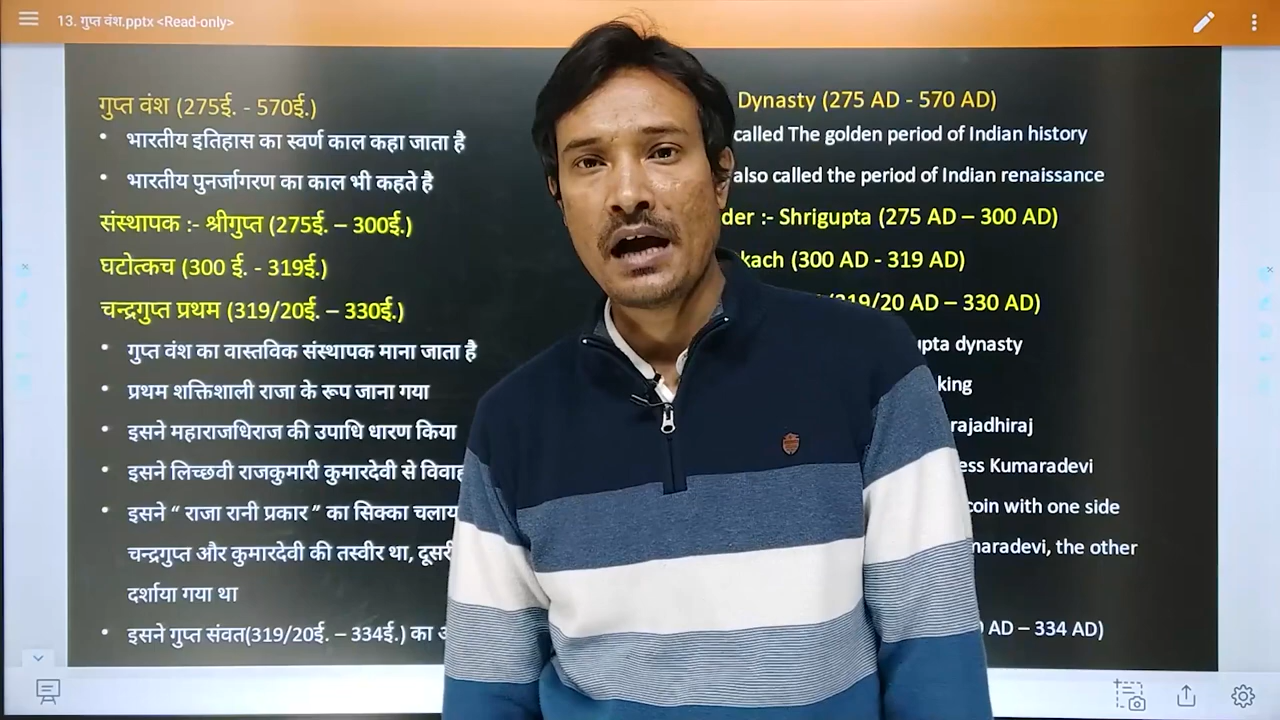 13. गुप्त वंश.pptx <Read-only>
गुप्त वंश (275ई. - 570ई.)
• भारतीय इतिहास का स्वर्ण काल कहा जाता है
• भारतीय पुनर्जागरण का काल भी कहते है
संस्थापक :- श्रीगुप्त (275ई. – 300ई.)
घटोत्कच (300 ई. - 319ई.)
चन्द्रगुप्त प्रथम (319/20ई. – 330ई.)
• गुप्त वंश का वास्तविक संस्थापक माना जाता है
• प्रथम शक्तिशाली राजा के रूप जाना गया
• इसने महाराजधिराज की उपाधि धारण किया
• इसने लिच्छवी राजकुमारी कुमारदेवी से
• इसने “ राजा रानी प्रकार ” का सिक्का
चन्द्रगुप्त और कुमारदेवी की तस्वीर था,
दर्शाया गया था
• इसने गुप्त संवत(319/20ई. – 334ई.) का
Dynasty (275 AD - 570 AD)
called The golden period of Indian history
also called the period of Indian renaissance
der :- Shrigupta (275 AD – 300 AD)
kach (300 AD - 319 AD)
(319/20 AD – 330 AD)
upta dynasty
king
rajadhiraj
ess Kumaradevi
coin with one side
maradevi, the other
AD – 334 AD)